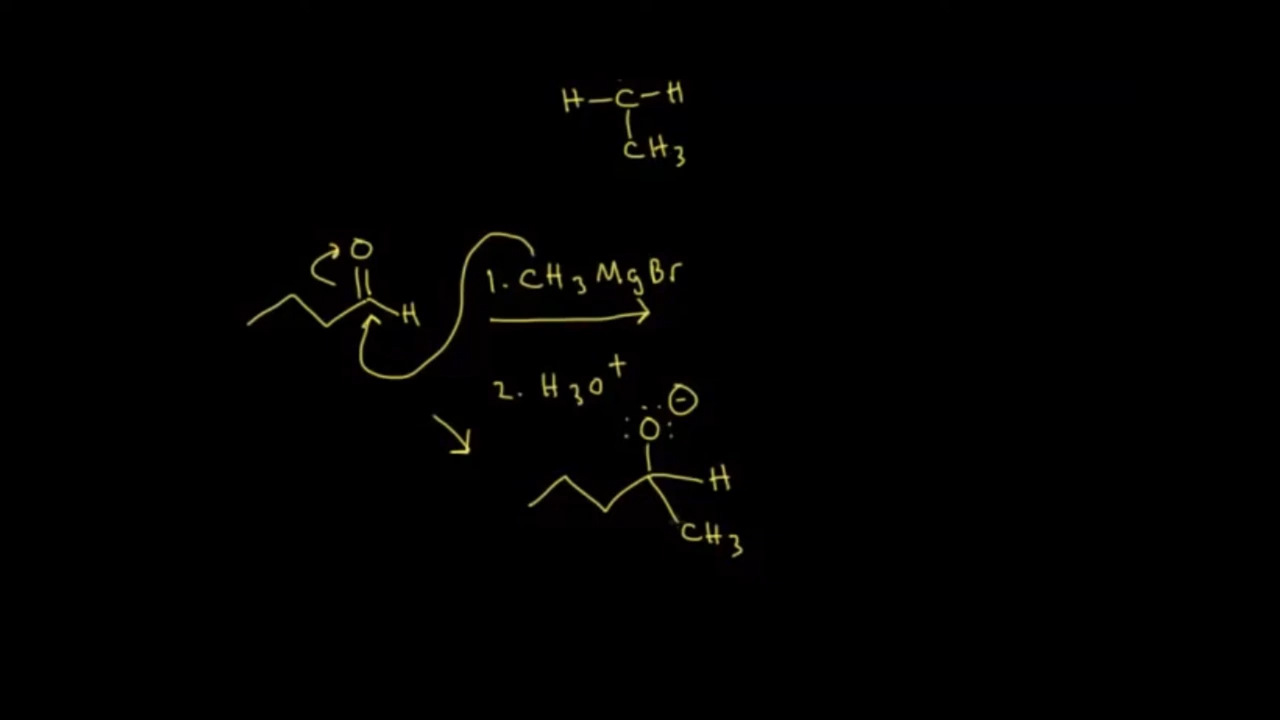 H-C-H
CH3
O
H
1. CH3MgBr
2. H3O+
O -
H
CH3